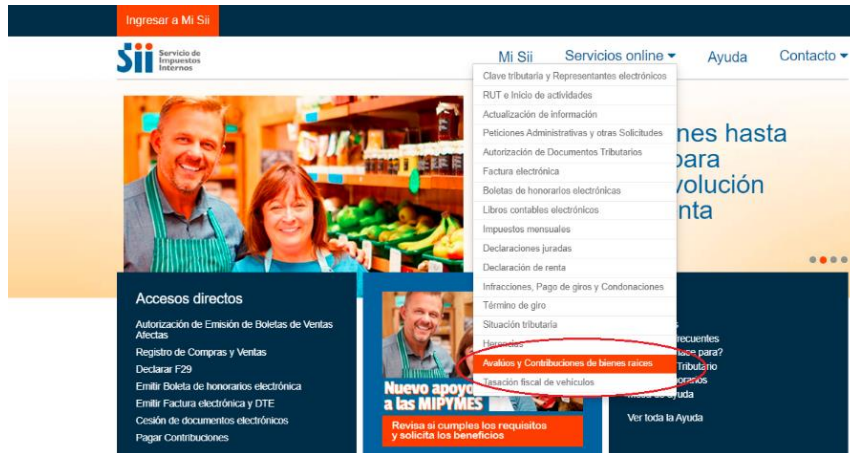 Ingresar a Mi Sii
Sii
Servicio de
Impuestos
Internos
Mi Sii
Servicios online
Ayuda
Contacto
Clave tributaria y Representantes electrónicos
RUT e Inicio de actividades
Actualización de información
Peticiones Administrativas y otras Solicitudes
Autorización de Documentos Tributarios
Factura electrónica
Boletas de honorarios electrónicas
Libros contables electrónicos
Impuestos mensuales
Declaraciones juradas
Declaración de renta
Infracciones, Pago de giros y Condonaciones
Término de giro
Situación tributaria
Herencias
Avalúos y Contribuciones de bienes raíces
Tasación fiscal de vehículos
nes hasta
para
volución
nta
Accesos directos
Autorización de Emisión de Boletas de Ventas
Afectas
Registro de Compras y Ventas
Declarar F29
Emitir Boleta de honorarios electrónica
Emitir Factura electrónica y DTE
Cesión de documentos electrónicos
Pagar Contribuciones
Nuevo apoyo
a las MIPYMES
Revisa si cumples los requisitos
y solicita los beneficios
recuentes
hace para?
Tributario
Ver toda la Ayuda